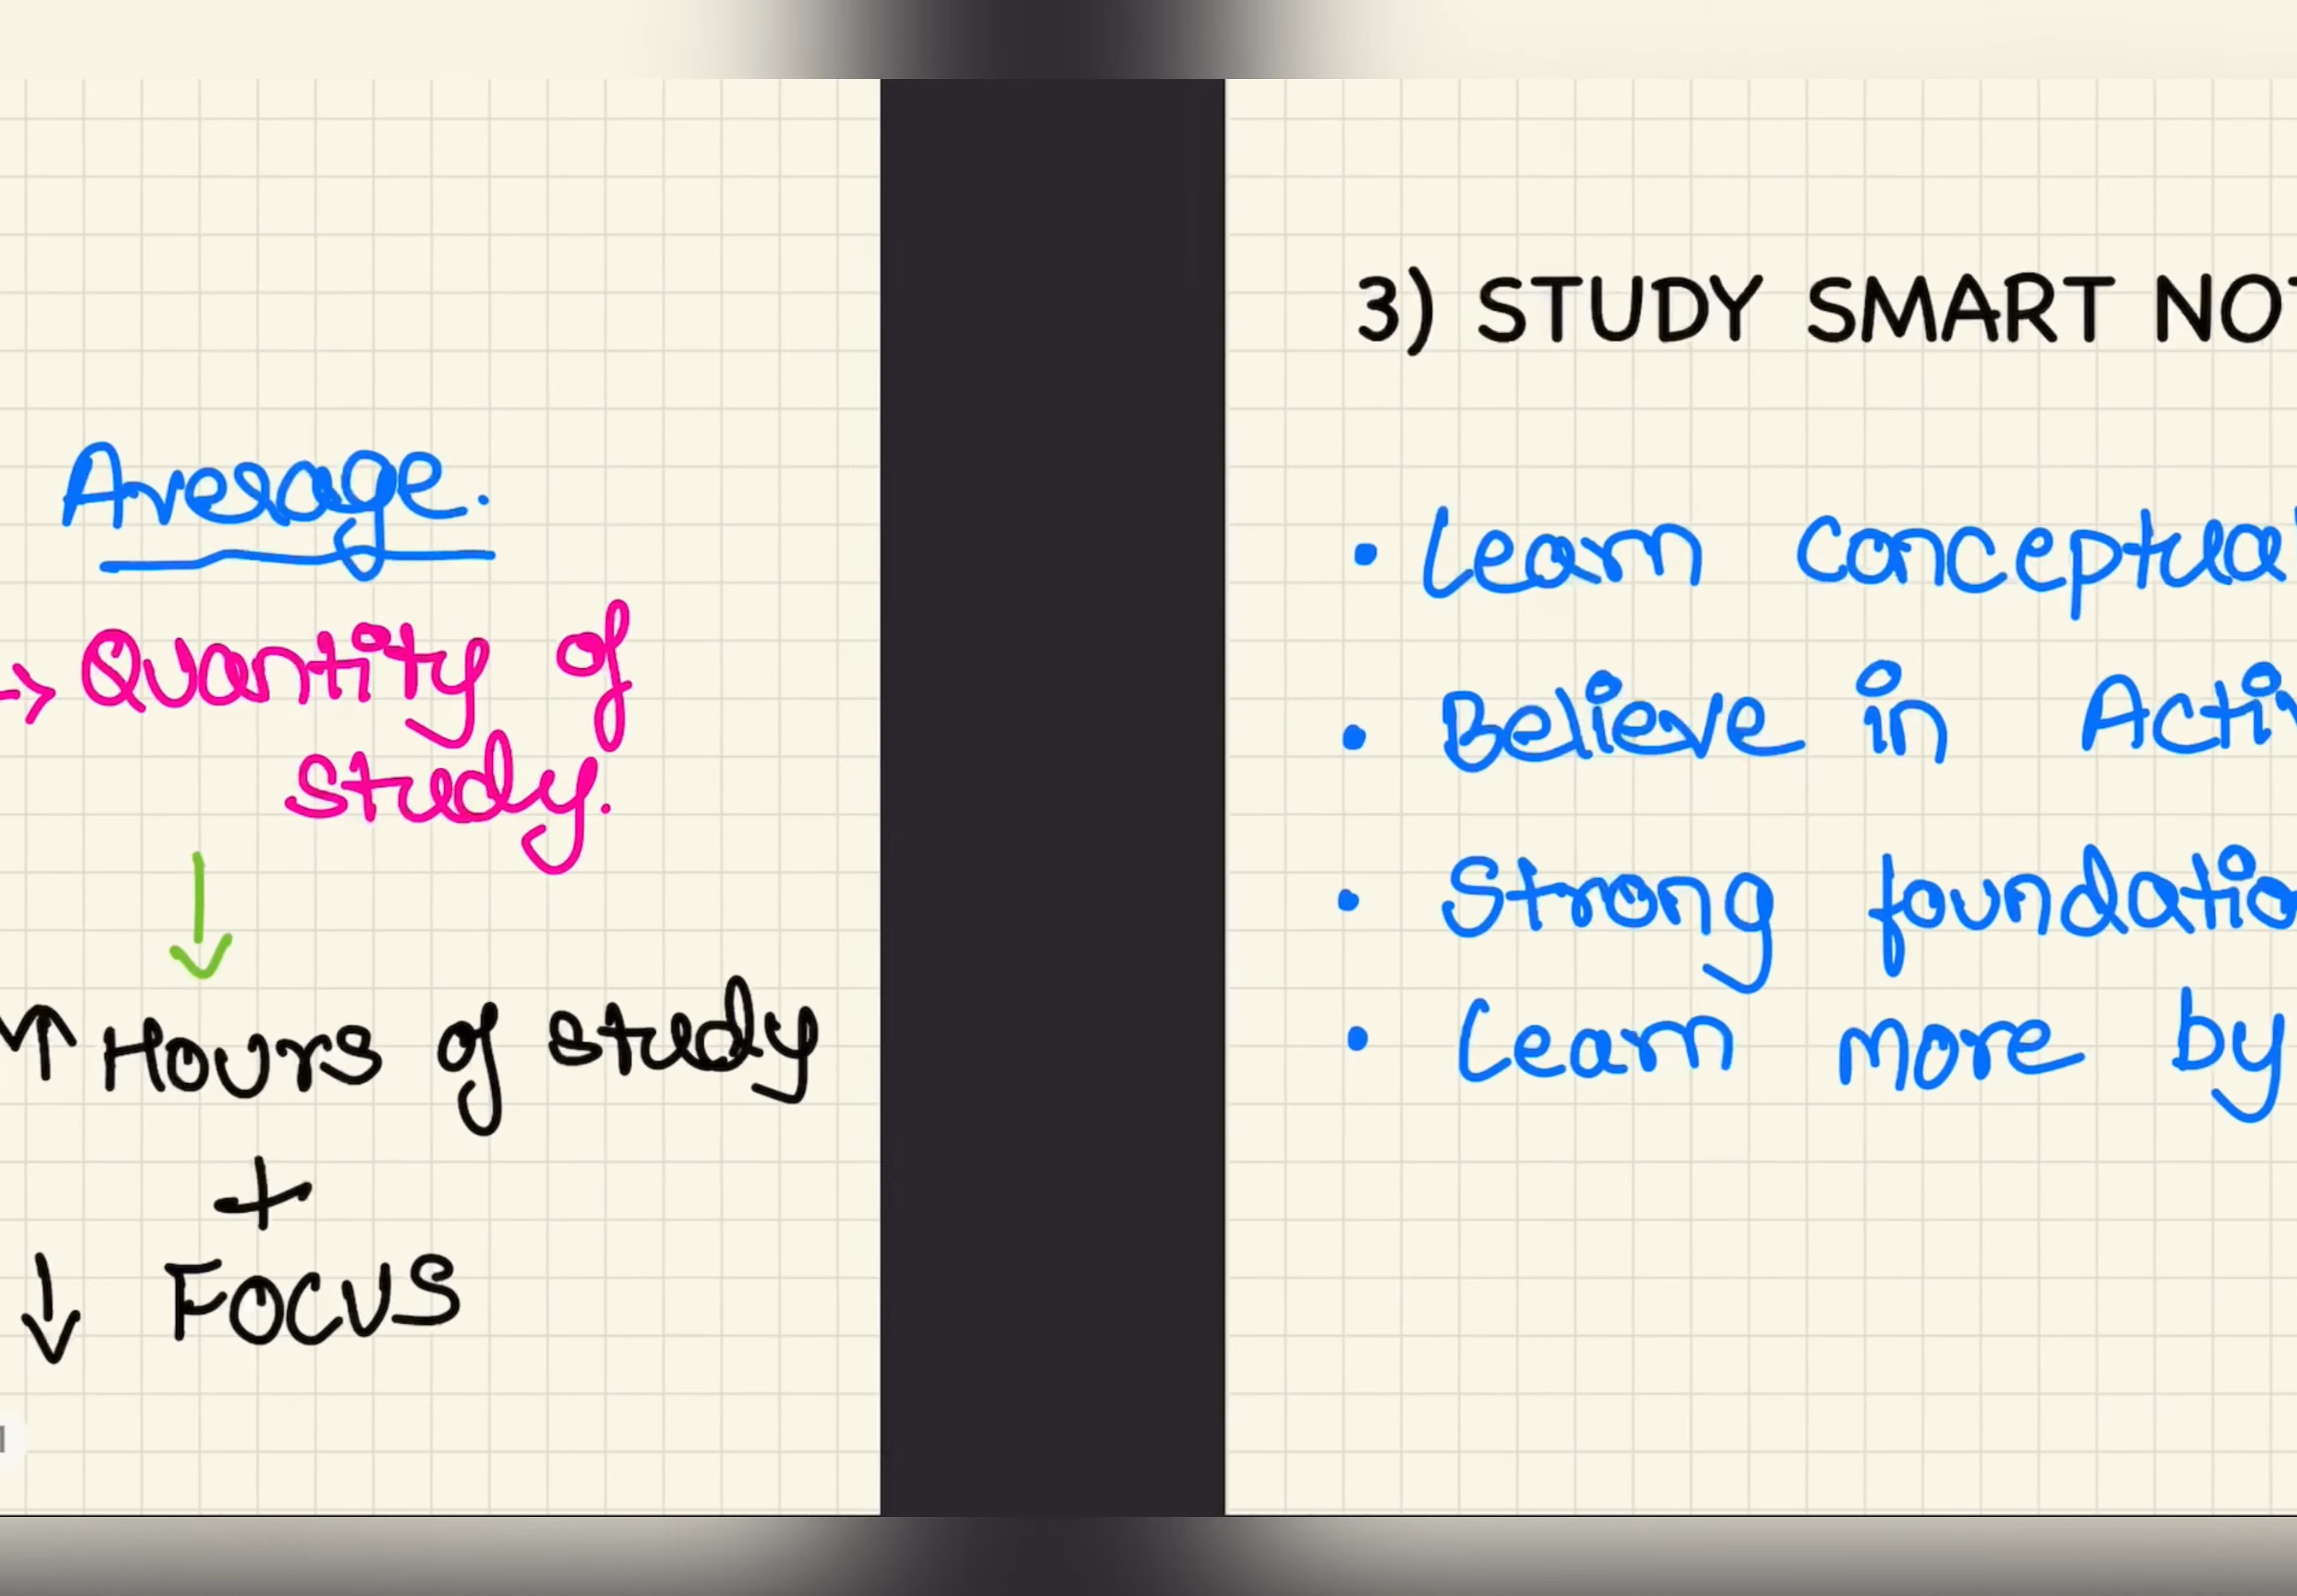 Average.
→ Quantity of
study.
↓
↑ Hours of study
+
↓ FOCUS
3) STUDY SMART NO
• Learn conceptua
• Believe in Acti
• Strong foundatio
• Learn more by